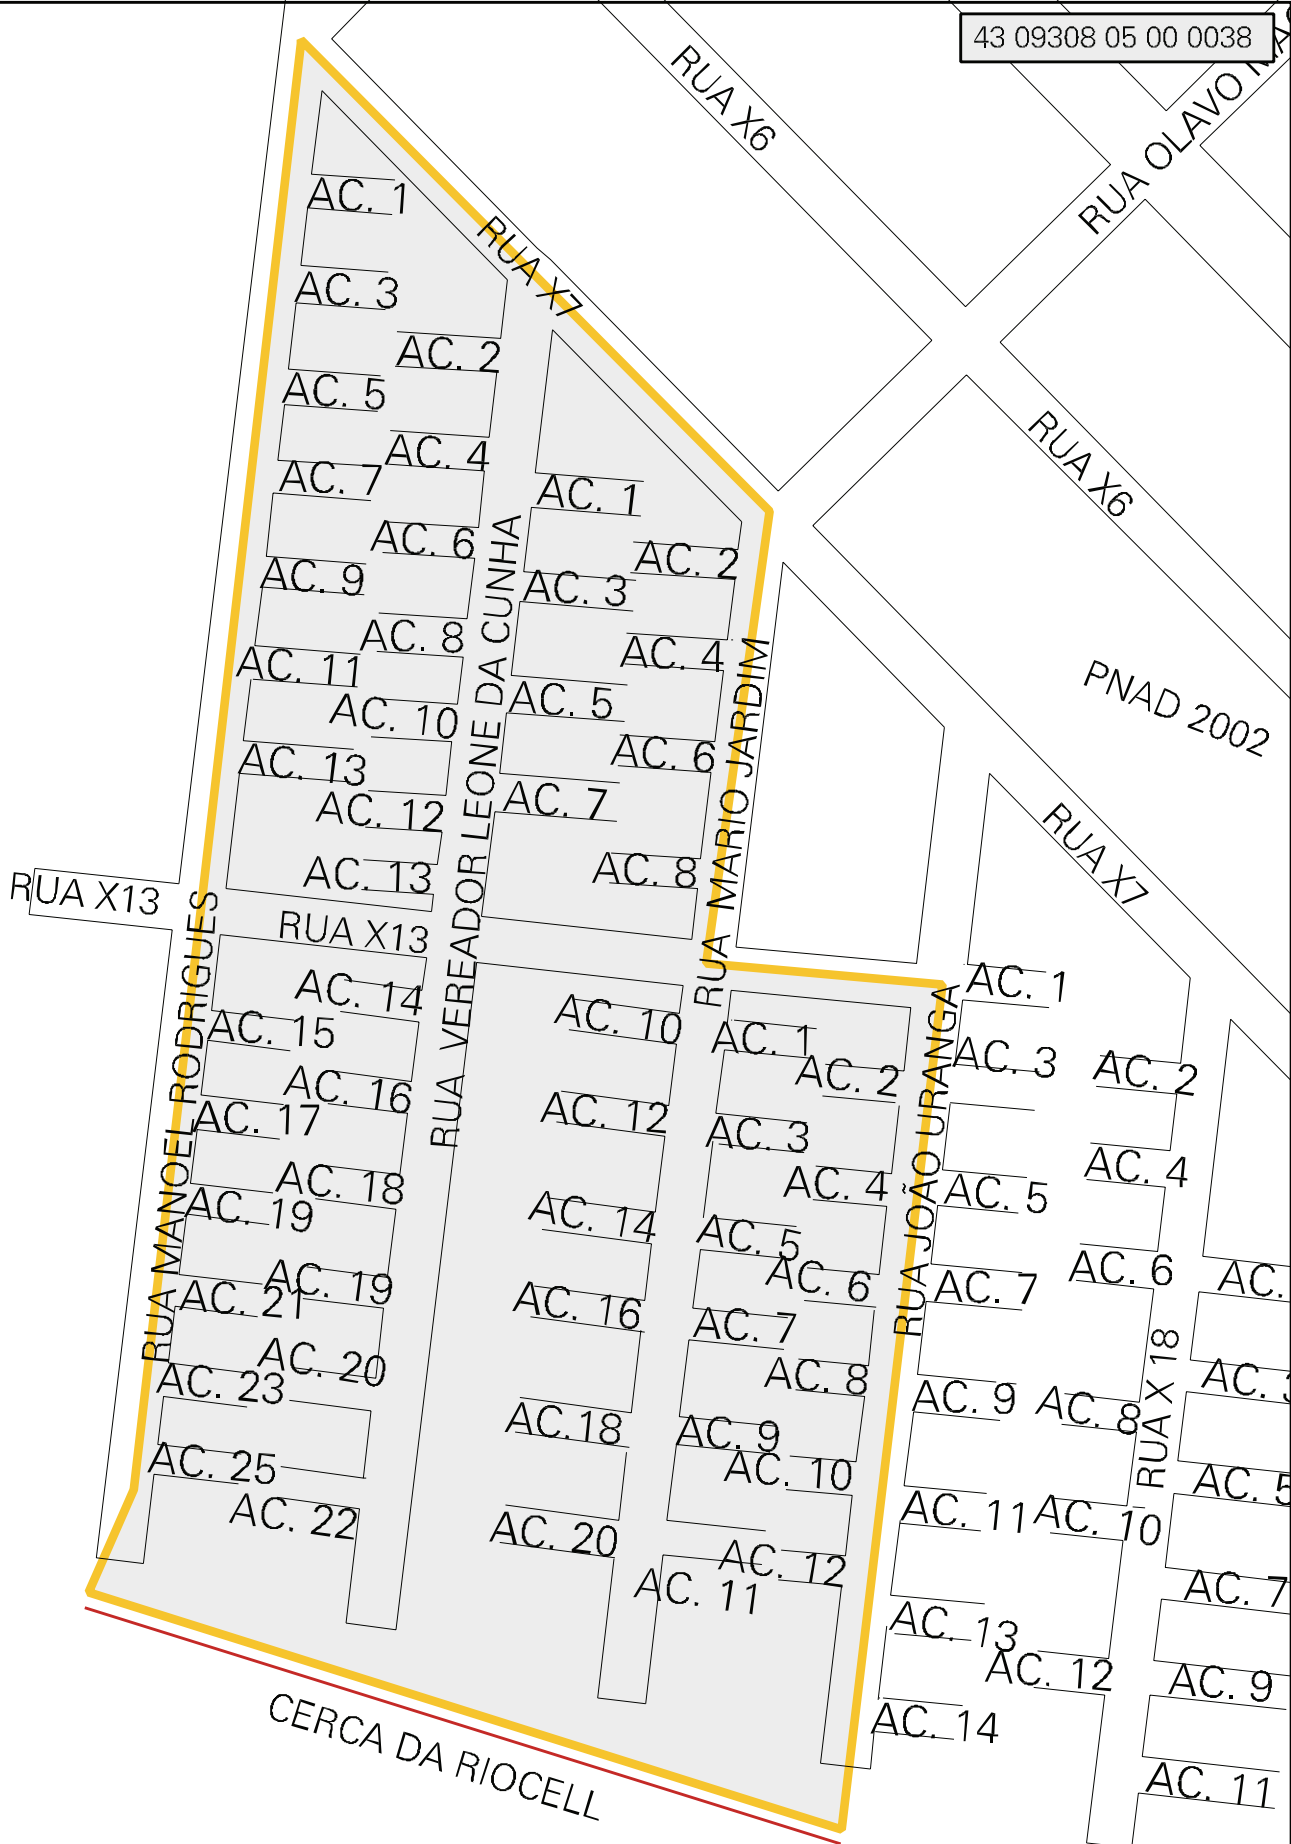 43 09308 05 00 0038
RUA X6
RUA OLAVO
AC. 1
RUA X7
AC. 3
AC. 2
AC. 5
AC. 4
AC. 7
AC. 1
RUA X6
AC. 6
AC. 2
AC. 9
AC. 3
AC. 8
AC. 4
AC. 11
AC. 5
AC. 10
PNAD 2002
AC. 6
AC. 13
AC. 7
AC. 12
RUA X7
AC. 8
AC. 13
RUA VEREADOR LEONE DA CUNHA
RUA MARIO JARDIM
RUA X13
RUA X13
AC. 1
AC. 14
AC. 10
AC. 15
AC. 1
AC. 3
AC. 2
AC. 2
AC. 16
AC. 12
AC. 17
AC. 3
RUA MANOEL RODRIGUES
RUA JOÃO URANGA
AC. 18
AC. 4
AC. 4
AC. 5
AC. 19
AC. 14
AC. 5
AC. 6
AC. 6
AC. 19
AC. 7
AC.
AC. 21
AC. 16
AC. 7
AC. 20
AC. 8
AC. 23
AC. 9
AC. 8
RUA X 18
AC.18
AC. 9
AC. 25
AC. 10
AC. 5
AC. 22
AC. 11
AC. 10
AC. 20
AC. 12
AC. 11
AC. 7
AC. 13
AC. 12
AC. 9
AC. 14
CERCA DA RIOCELL
AC. 11